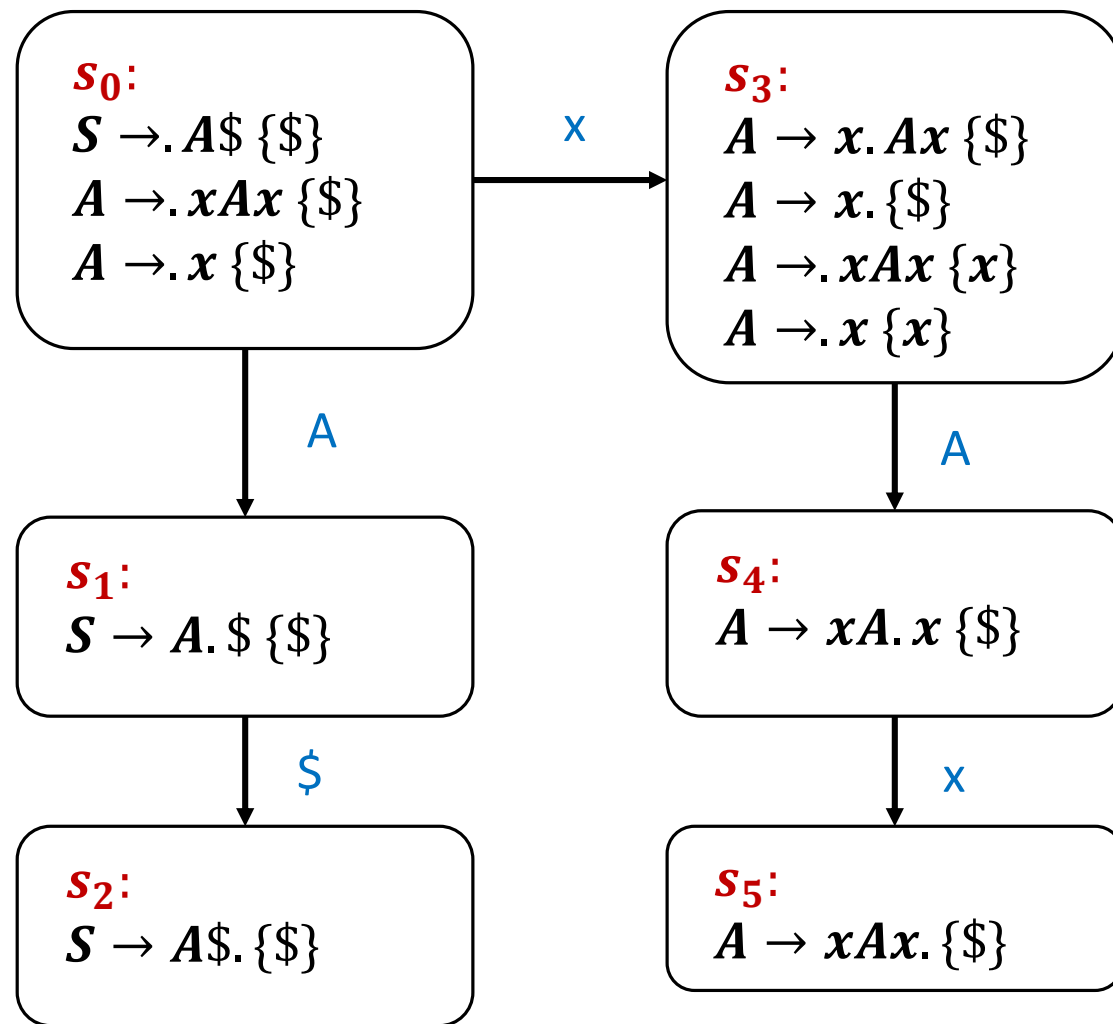 s₀:
S →. A$ {$}
A →. xAx {$}
A →. x {$}
x
s₃:
A → x. Ax {$}
A → x. {$}
A →. xAx {x}
A →. x {x}
A
A
s₁:
S → A. $ {$}
s₄:
A → xA. x {$}
$
x
s₂:
S → A$. {$}
s₅:
A → xAx. {$}